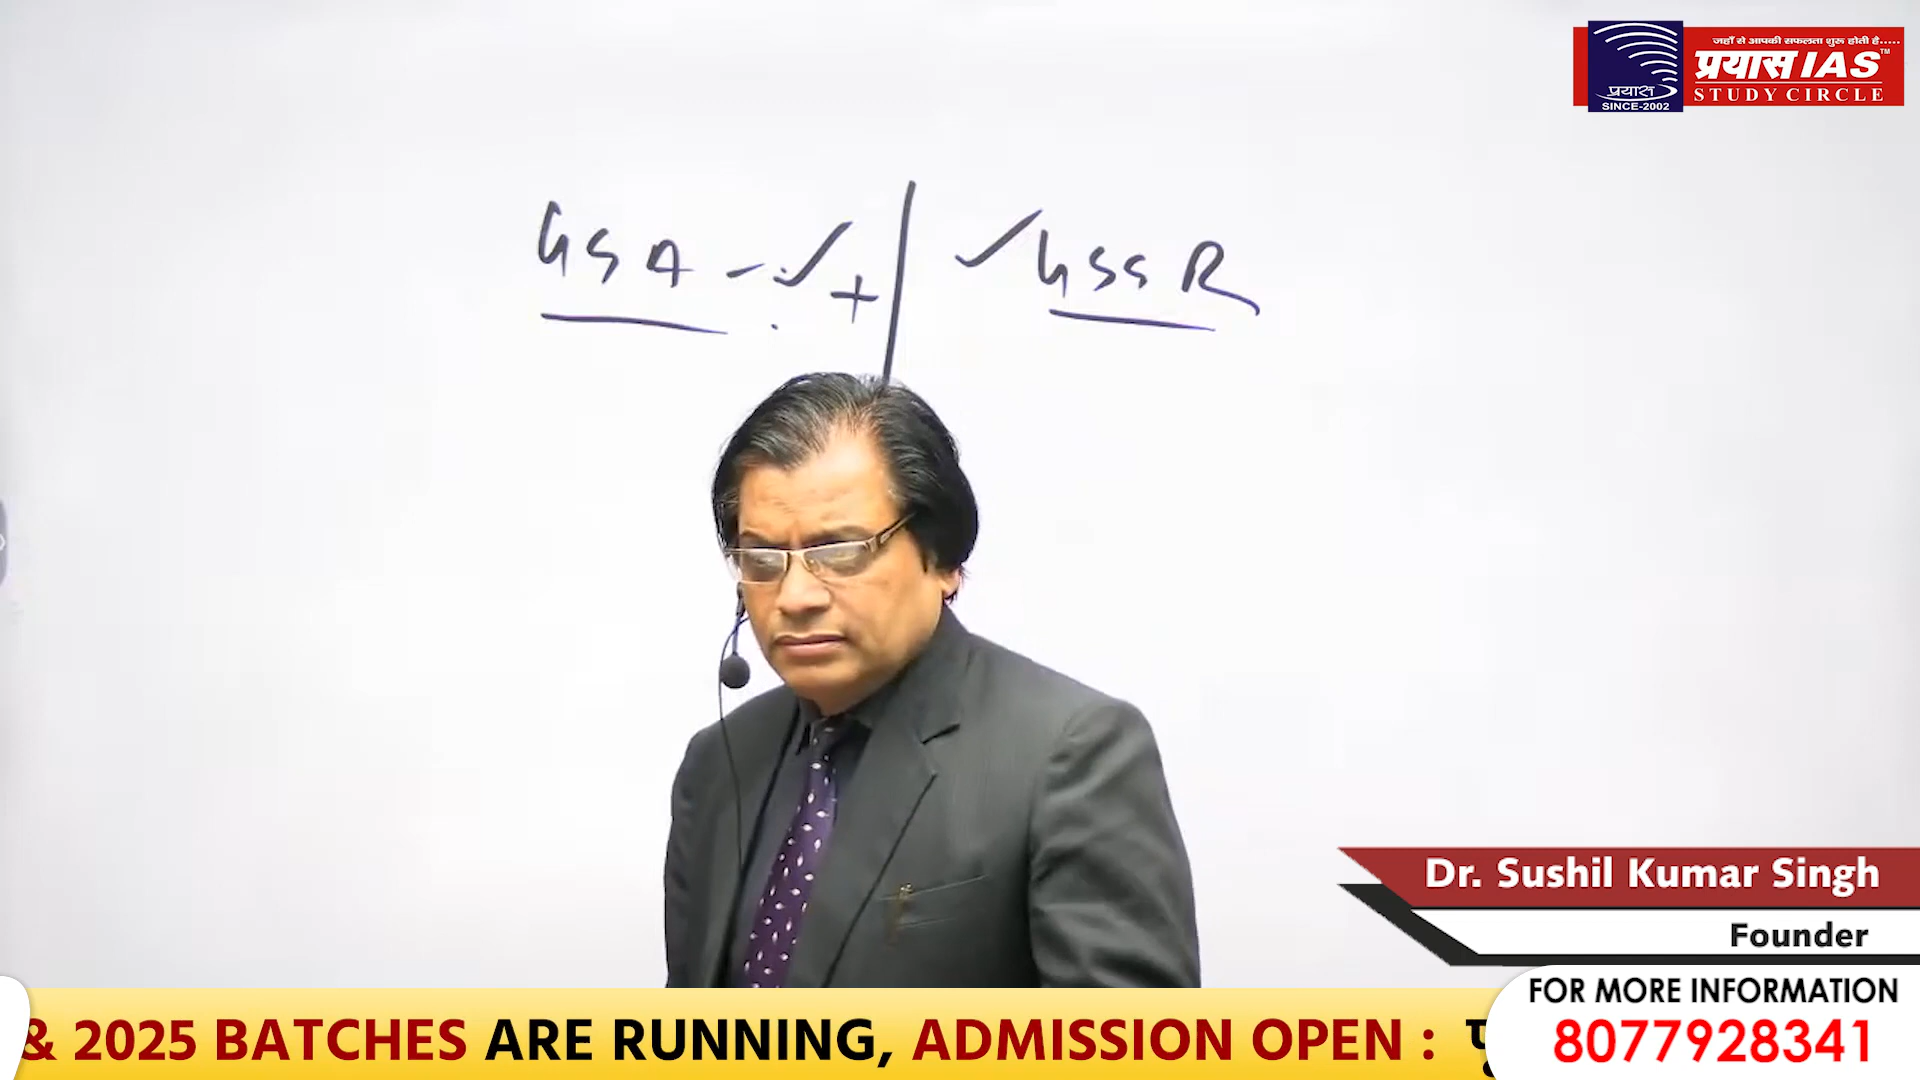 जहाँ से आपकी सफलता शुरू होती है.....
प्रयास IAS™
STUDY CIRCLE
प्रयास
SINCE-2002
USA - ✓ + ✓ USSR
Dr. Sushil Kumar Singh
Founder
FOR MORE INFORMATION
8077928341
& 2025 BATCHES ARE RUNNING, ADMISSION OPEN :